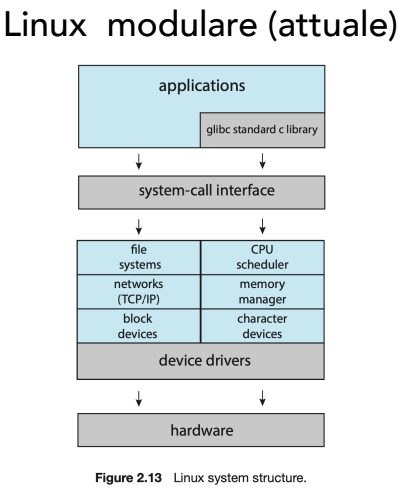 Linux modulare (attuale)
applications
glibc standard c library
system-call interface
file
systems
CPU
scheduler
networks
(TCP/IP)
memory
manager
block
devices
character
devices
device drivers
hardware
Figure 2.13 Linux system structure.